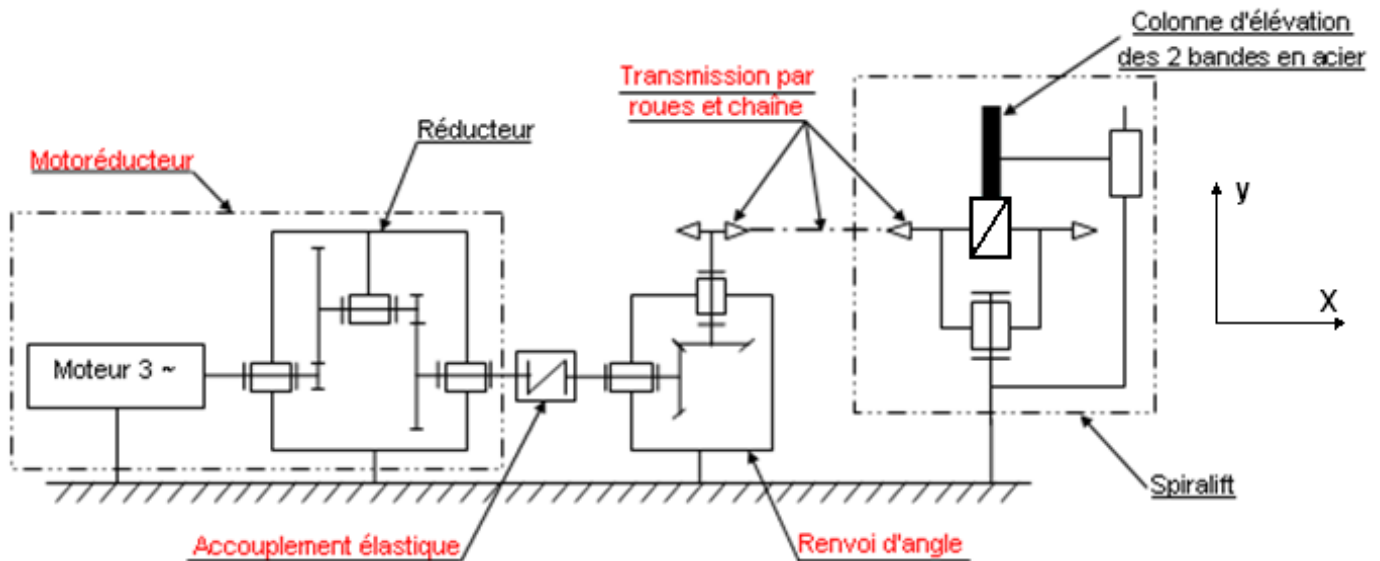 Colonne d'élévation
des 2 bandes en acier
Transmission par
roues et chaîne
Réducteur
Motoréducteur
y
X
Moteur 3 ~
Spiralift
Accouplement élastique
Renvoi d'angle